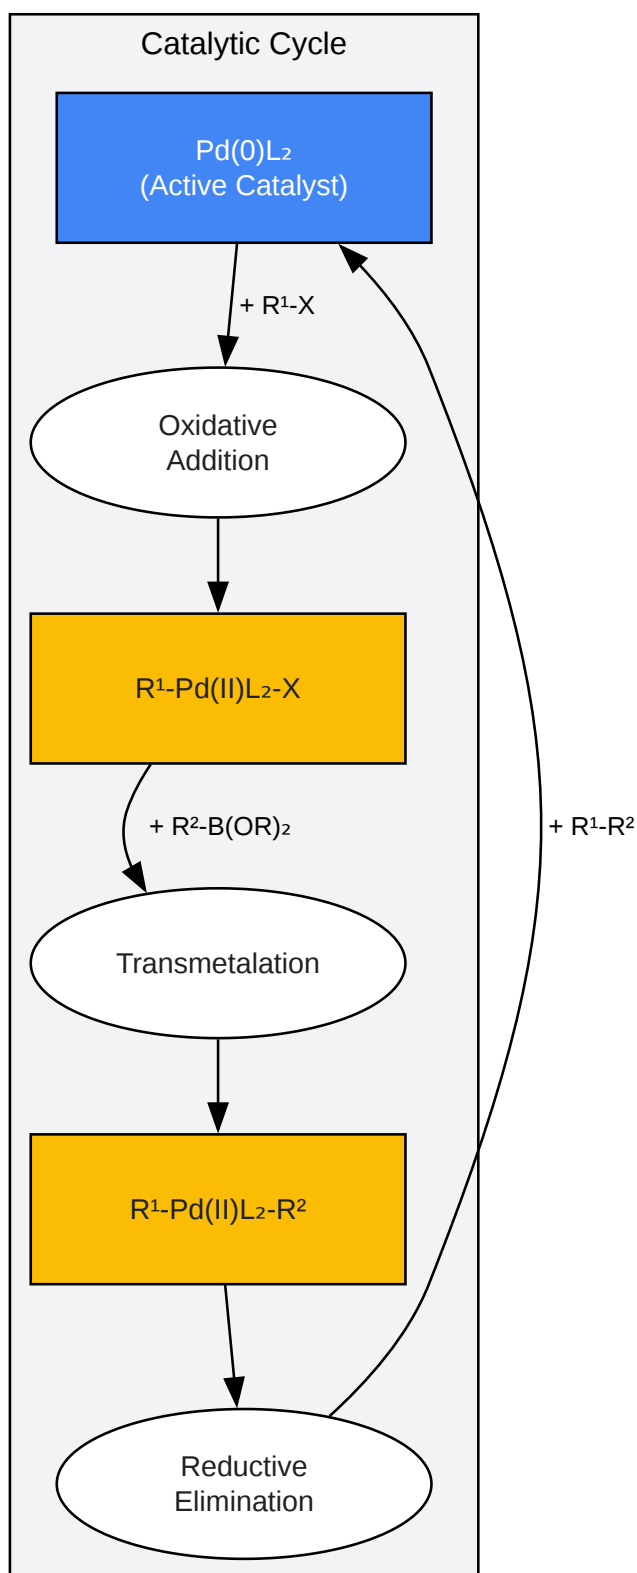 Catalytic Cycle
Pd(0)L₂
(Active Catalyst)
+ R¹-X
Oxidative
Addition
R¹-Pd(II)L₂-X
+ R²-B(OR)₂
+ R¹-R²
Transmetalation
R¹-Pd(II)L₂-R²
Reductive
Elimination